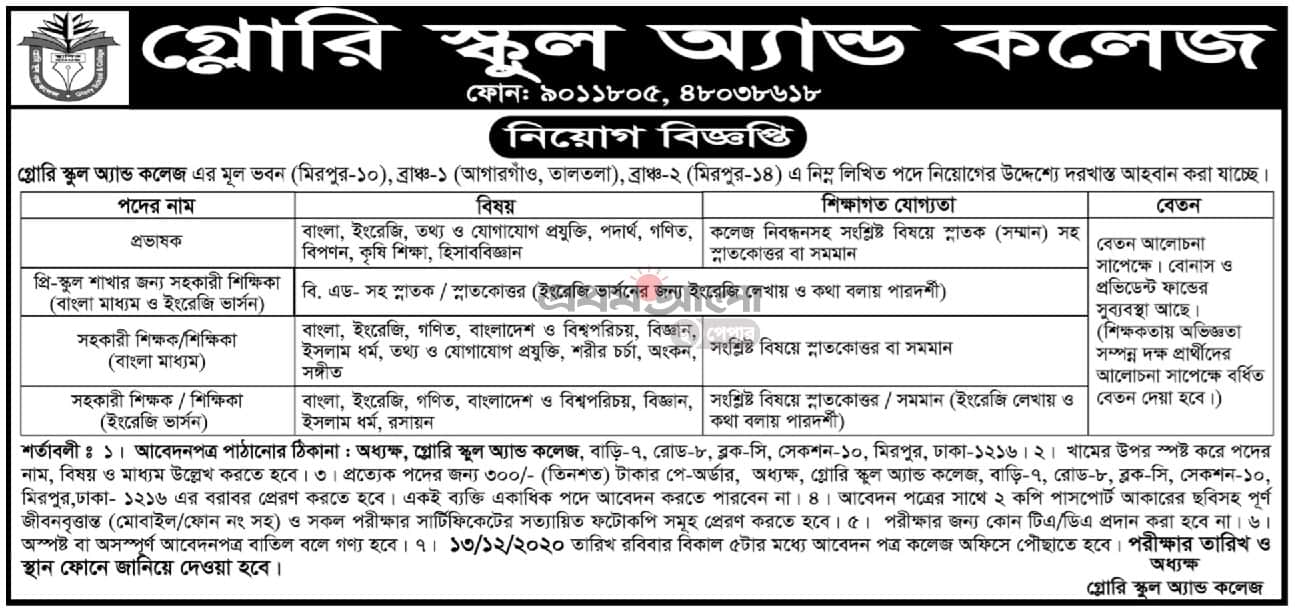 গ্লোরি স্কুল অ্যান্ড কলেজ
ফোন: ৯০১১৮০৫, ৪৮০৩৮৬১৮
নিয়োগ বিজ্ঞপ্তি
গ্লোরি স্কুল অ্যান্ড কলেজ এর মূল ভবন (মিরপুর-১০), ব্রাঞ্চ-১ (আগারগাঁও, তালতলা), ব্রাঞ্চ-২ (মিরপুর-১৪) এ নিম্ন লিখিত পদে নিয়োগের উদ্দেশ্যে দরখাস্ত আহবান করা যাচ্ছে।
পদের নাম
বিষয়
শিক্ষাগত যোগ্যতা
বেতন
প্রভাষক
বাংলা, ইংরেজি, তথ্য ও যোগাযোগ প্রযুক্তি, পদার্থ, গণিত,
বিপণন, কৃষি শিক্ষা, হিসাববিজ্ঞান
কলেজ নিবন্ধনসহ সংশ্লিষ্ট বিষয়ে স্নাতক (সম্মান) সহ
স্নাতকোত্তর বা সমমান
প্রি-স্কুল শাখার জন্য সহকারী শিক্ষিকা
(বাংলা মাধ্যম ও ইংরেজি ভার্সন)
বি. এড- সহ স্নাতক / স্নাতকোত্তর (ইংরেজি ভার্সনের জন্য ইংরেজি লেখায় ও কথা বলায় পারদর্শী)
সহকারী শিক্ষক/শিক্ষিকা
(বাংলা মাধ্যম)
বাংলা, ইংরেজি, গণিত, বাংলাদেশ ও বিশ্বপরিচয়, বিজ্ঞান,
ইসলাম ধর্ম, তথ্য ও যোগাযোগ প্রযুক্তি, শরীর চর্চা, অংকন,
সঙ্গীত
সংশ্লিষ্ট বিষয়ে স্নাতকোত্তর বা সমমান
সহকারী শিক্ষক / শিক্ষিকা
(ইংরেজি ভার্সন)
বাংলা, ইংরেজি, গণিত, বাংলাদেশ ও বিশ্বপরিচয়, বিজ্ঞান,
ইসলাম ধর্ম, রসায়ন
সংশ্লিষ্ট বিষয়ে স্নাতকোত্তর / সমমান (ইংরেজি লেখায় ও
কথা বলায় পারদর্শী)
বেতন আলোচনা
সাপেক্ষে। বোনাস ও
প্রভিডেন্ট ফান্ডের
সুব্যবস্থা আছে।
(শিক্ষকতায় অভিজ্ঞতা
সম্পন্ন দক্ষ প্রার্থীদের
আলোচনা সাপেক্ষে বর্ধিত
বেতন দেয়া হবে।)
প্রথম আলো
ই পেপার
শর্তাবলী ঃ ১। আবেদনপত্র পাঠানোর ঠিকানা : অধ্যক্ষ, গ্লোরি স্কুল অ্যান্ড কলেজ, বাড়ি-৭, রোড-৮, ব্লক-সি, সেকশন-১০, মিরপুর, ঢাকা-১২১৬। ২। খামের উপর স্পষ্ট করে পদের
নাম, বিষয় ও মাধ্যম উল্লেখ করতে হবে। ৩। প্রত্যেক পদের জন্য ৩০০/- (তিনশত) টাকার পে-অর্ডার, অধ্যক্ষ, গ্লোরি স্কুল অ্যান্ড কলেজ, বাড়ি-৭, রোড-৮, ব্লক-সি, সেকশন-১০,
মিরপুর,ঢাকা- ১২১৬ এর বরাবর প্রেরণ করতে হবে। একই ব্যক্তি একাধিক পদে আবেদন করতে পারবেন না। ৪। আবেদন পত্রের সাথে ২ কপি পাসপোর্ট আকারের ছবিসহ পূর্ণ
জীবনবৃত্তান্ত (মোবাইল/ফোন নং সহ) ও সকল পরীক্ষার সার্টিফিকেটের সত্যায়িত ফটোকপি সমূহ প্রেরণ করতে হবে। ৫। পরীক্ষার জন্য কোন টিএ/ডিএ প্রদান করা হবে না। ৬।
অস্পষ্ট বা অসম্পূর্ণ আবেদনপত্র বাতিল বলে গণ্য হবে। ৭। ১৩/১২/২০২০ তারিখ রবিবার বিকাল ৫টার মধ্যে আবেদন পত্র কলেজ অফিসে পৌছাতে হবে। পরীক্ষার তারিখ ও
স্থান ফোনে জানিয়ে দেওয়া হবে।
অধ্যক্ষ
গ্লোরি স্কুল অ্যান্ড কলেজ